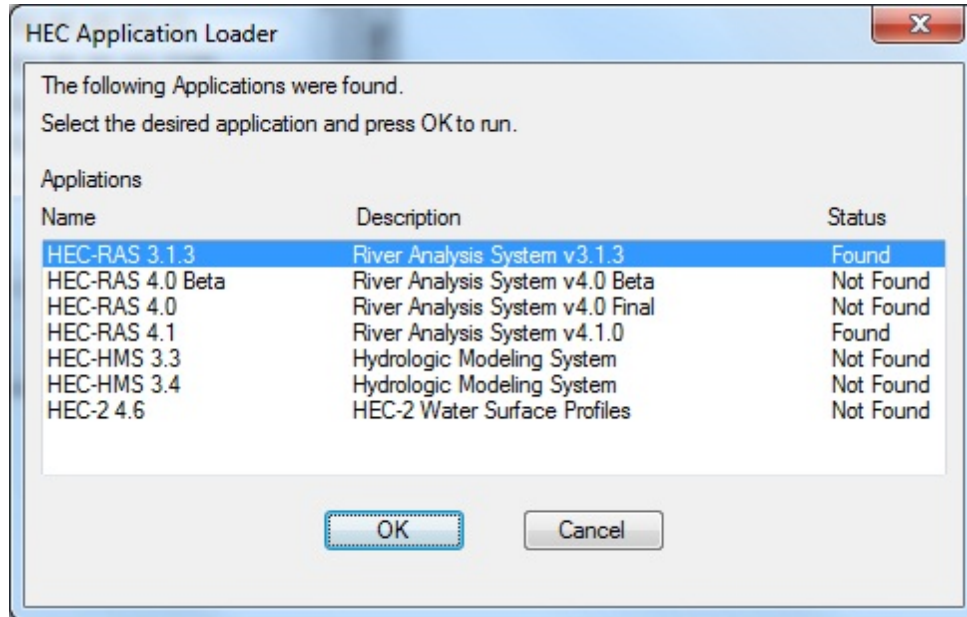 HEC Application Loader
The following Applications were found.
Select the desired application and press OK to run.
Appliations
Name Description Status
HEC-RAS 3.1.3 River Analysis System v3.1.3 Found
HEC-RAS 4.0 Beta River Analysis System v4.0 Beta Not Found
HEC-RAS 4.0 River Analysis System v4.0 Final Not Found
HEC-RAS 4.1 River Analysis System v4.1.0 Found
HEC-HMS 3.3 Hydrologic Modeling System Not Found
HEC-HMS 3.4 Hydrologic Modeling System Not Found
HEC-2 4.6 HEC-2 Water Surface Profiles Not Found
OK Cancel